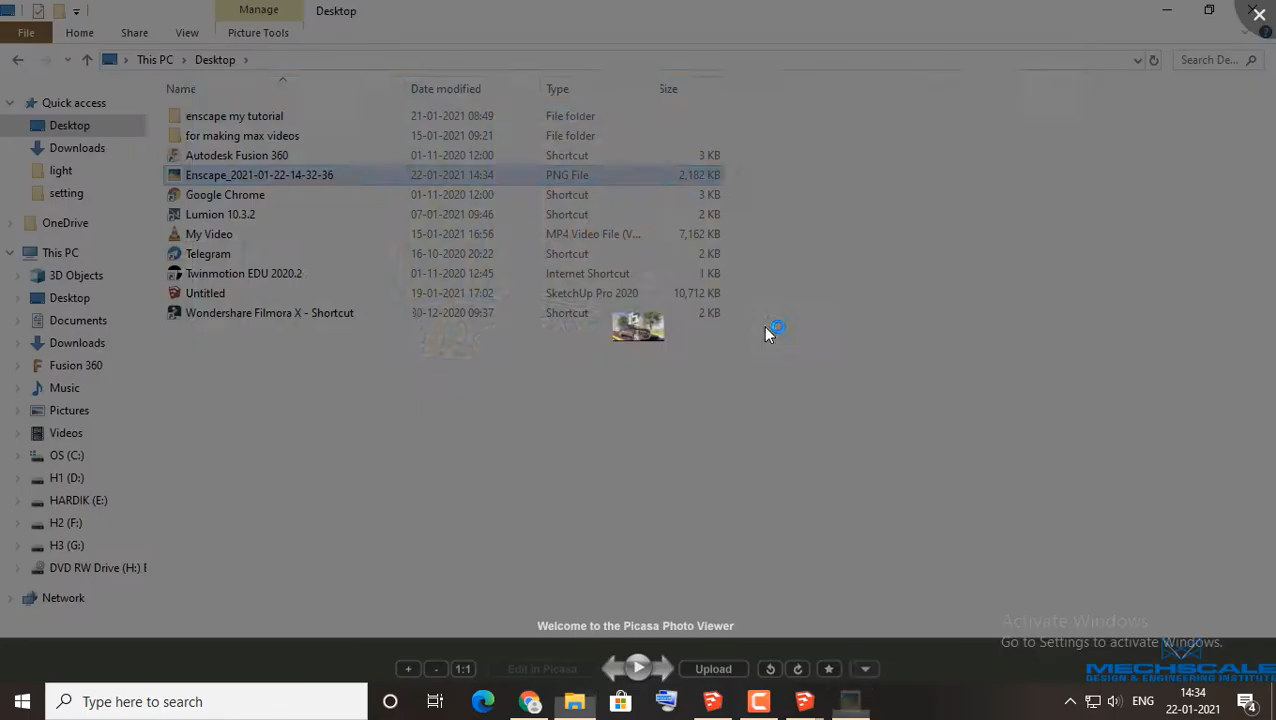 Manage
Desktop
File
Home
Share
View
Picture Tools
This PC
Desktop
Search De...
Name
Date modified
Type
Size
Quick access
Desktop
Downloads
light
setting
OneDrive
This PC
3D Objects
Desktop
Documents
Downloads
Fusion 360
Music
Pictures
Videos
OS (C:)
H1 (D:)
HARDIK (E:)
H2 (F:)
H3 (G:)
DVD RW Drive (H:) E
Network
enscape my tutorial 21-01-2021 08:49 File folder
for making max videos 15-01-2021 09:21 File folder
Autodesk Fusion 360 01-11-2020 12:00 Shortcut 3 KB
Enscape_2021-01-22-14-32-36 22-01-2021 14:34 PNG File 2,182 KB
Google Chrome 01-11-2020 12:00 Shortcut 3 KB
Lumion 10.3.2 07-01-2021 09:46 Shortcut 2 KB
My Video 15-01-2021 16:56 MP4 Video File (V... 7,162 KB
Telegram 16-10-2020 20:22 Shortcut 2 KB
Twinmotion EDU 2020.2 01-11-2020 12:45 Internet Shortcut 1 KB
Untitled 19-01-2021 17:02 SketchUp Pro 2020 10,712 KB
Wondershare Filmora X - Shortcut 30-12-2020 09:37 Shortcut 2 KB
Welcome to the Picasa Photo Viewer
Activate Windows
Go to Settings to activate Windows.
+ - 1:1 Edit in Picasa Upload
MECHSCALE
DESIGN & ENGINEERING INSTITUTE
Type here to search
ENG
14:34
22-01-2021
4